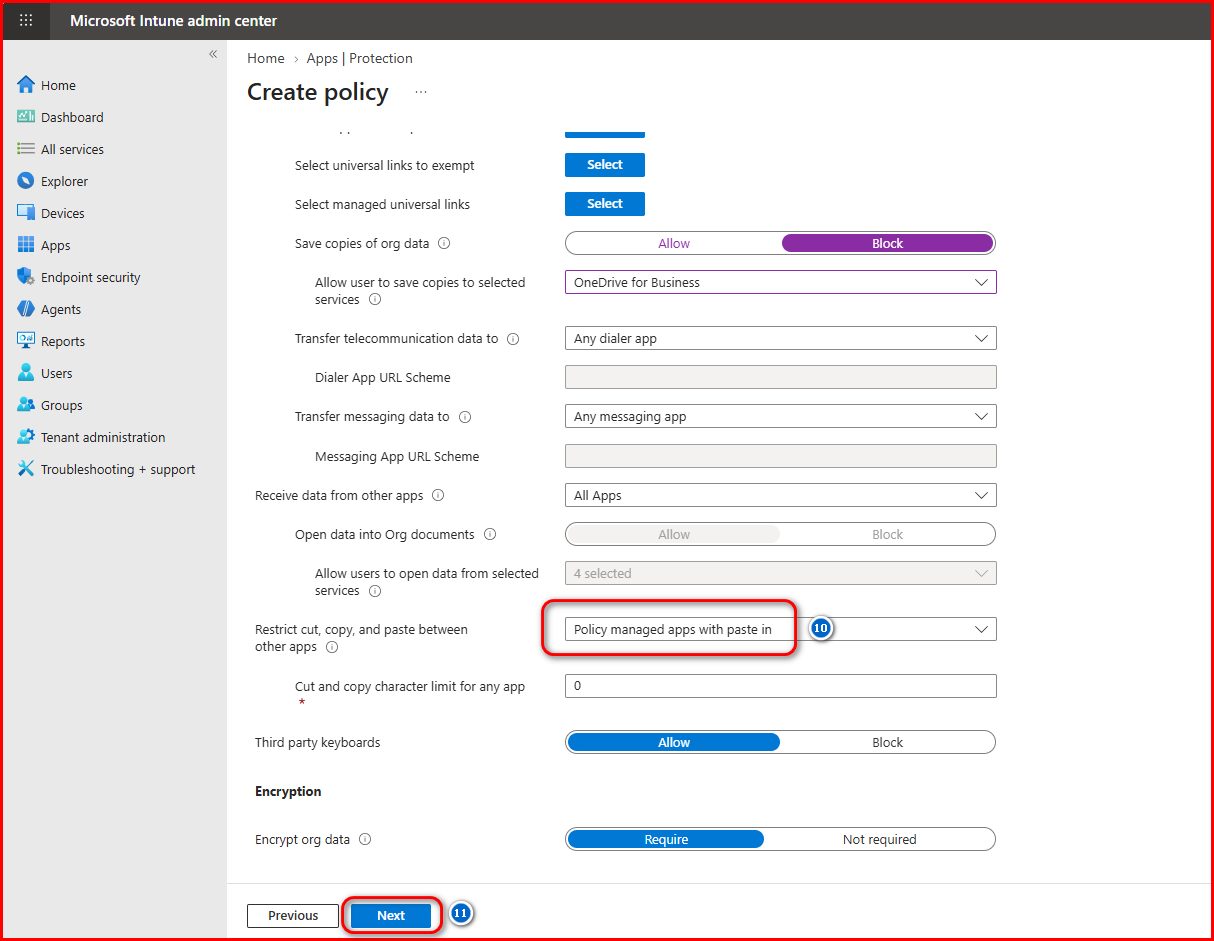 Microsoft Intune admin center
«
Home > Apps | Protection
Create policy ...
Home
Dashboard
All services
Explorer
Devices
Apps
Endpoint security
Agents
Reports
Users
Groups
Tenant administration
Troubleshooting + support
Select universal links to exempt Select
Select managed universal links Select
Save copies of org data Allow Block
Allow user to save copies to selected OneDrive for Business
services
Transfer telecommunication data to Any dialer app
Dialer App URL Scheme
Transfer messaging data to Any messaging app
Messaging App URL Scheme
Receive data from other apps All Apps
Open data into Org documents Allow Block
Allow users to open data from selected 4 selected
services
Restrict cut, copy, and paste between Policy managed apps with paste in 10
other apps
Cut and copy character limit for any app 0
*
Third party keyboards Allow Block
Encryption
Encrypt org data Require Not required
Previous Next 11